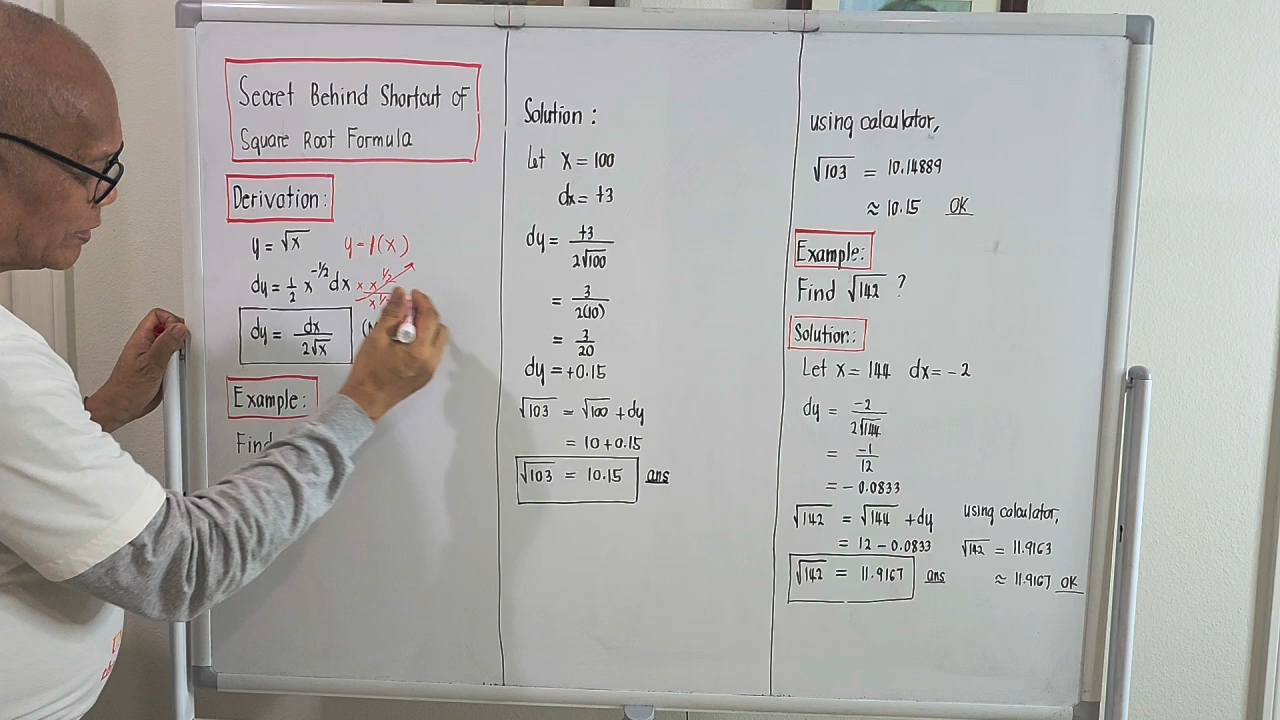 Secret Behind Shortcut of
Square Root Formula
Derivation:
y = √x y = f(x)
dy = 1/2 x^-1/2 dx × x^1/2 / x^1/2
dy = dx / 2√x
Example:
Find
Solution:
Let x = 100
dx = +3
dy = +3 / 2√100
= 3 / 2(10)
= 3 / 20
dy = +0.15
√103 = √100 + dy
= 10 + 0.15
√103 = 10.15 ans
using calculator,
√103 = 10.14889
≈ 10.15 OK
Example:
Find √142 ?
Solution:
Let x = 144 dx = -2
dy = -2 / 2√144
= -1 / 12
= -0.0833
√142 = √144 + dy
= 12 - 0.0833
√142 = 11.9167 ans
using calculator,
√142 = 11.9163
≈ 11.9167 OK